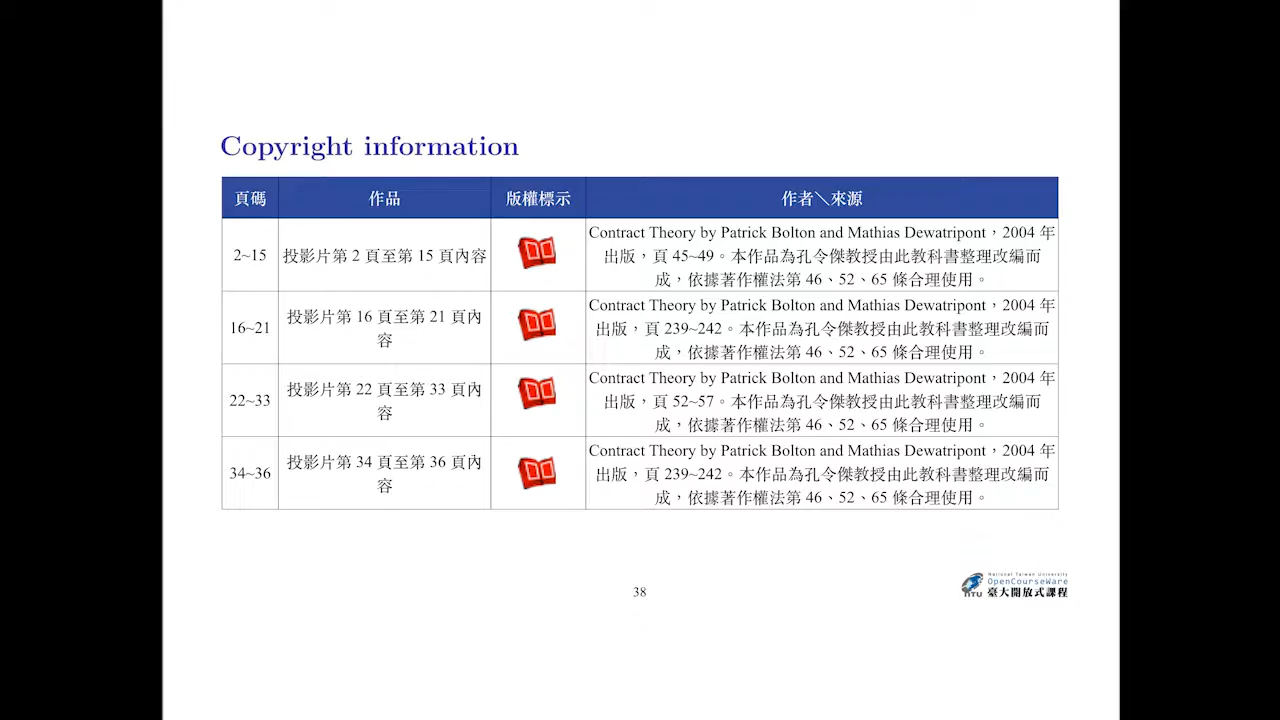 Copyright information
頁碼 作品 版權標示 作者＼來源
2~15 投影片第 2 頁至第 15 頁內容
Contract Theory by Patrick Bolton and Mathias Dewatripont，2004 年
出版，頁 45~49。本作品為孔令傑教授由此教科書整理改編而
成，依據著作權法第 46、52、65 條合理使用。
16~21 投影片第 16 頁至第 21 頁內
容
Contract Theory by Patrick Bolton and Mathias Dewatripont，2004 年
出版，頁 239~242。本作品為孔令傑教授由此教科書整理改編而
成，依據著作權法第 46、52、65 條合理使用。
22~33 投影片第 22 頁至第 33 頁內
容
Contract Theory by Patrick Bolton and Mathias Dewatripont，2004 年
出版，頁 52~57。本作品為孔令傑教授由此教科書整理改編而
成，依據著作權法第 46、52、65 條合理使用。
34~36 投影片第 34 頁至第 36 頁內
容
Contract Theory by Patrick Bolton and Mathias Dewatripont，2004 年
出版，頁 239~242。本作品為孔令傑教授由此教科書整理改編而
成，依據著作權法第 46、52、65 條合理使用。
38
National Taiwan University
OpenCourseWare
NTU 臺大開放式課程